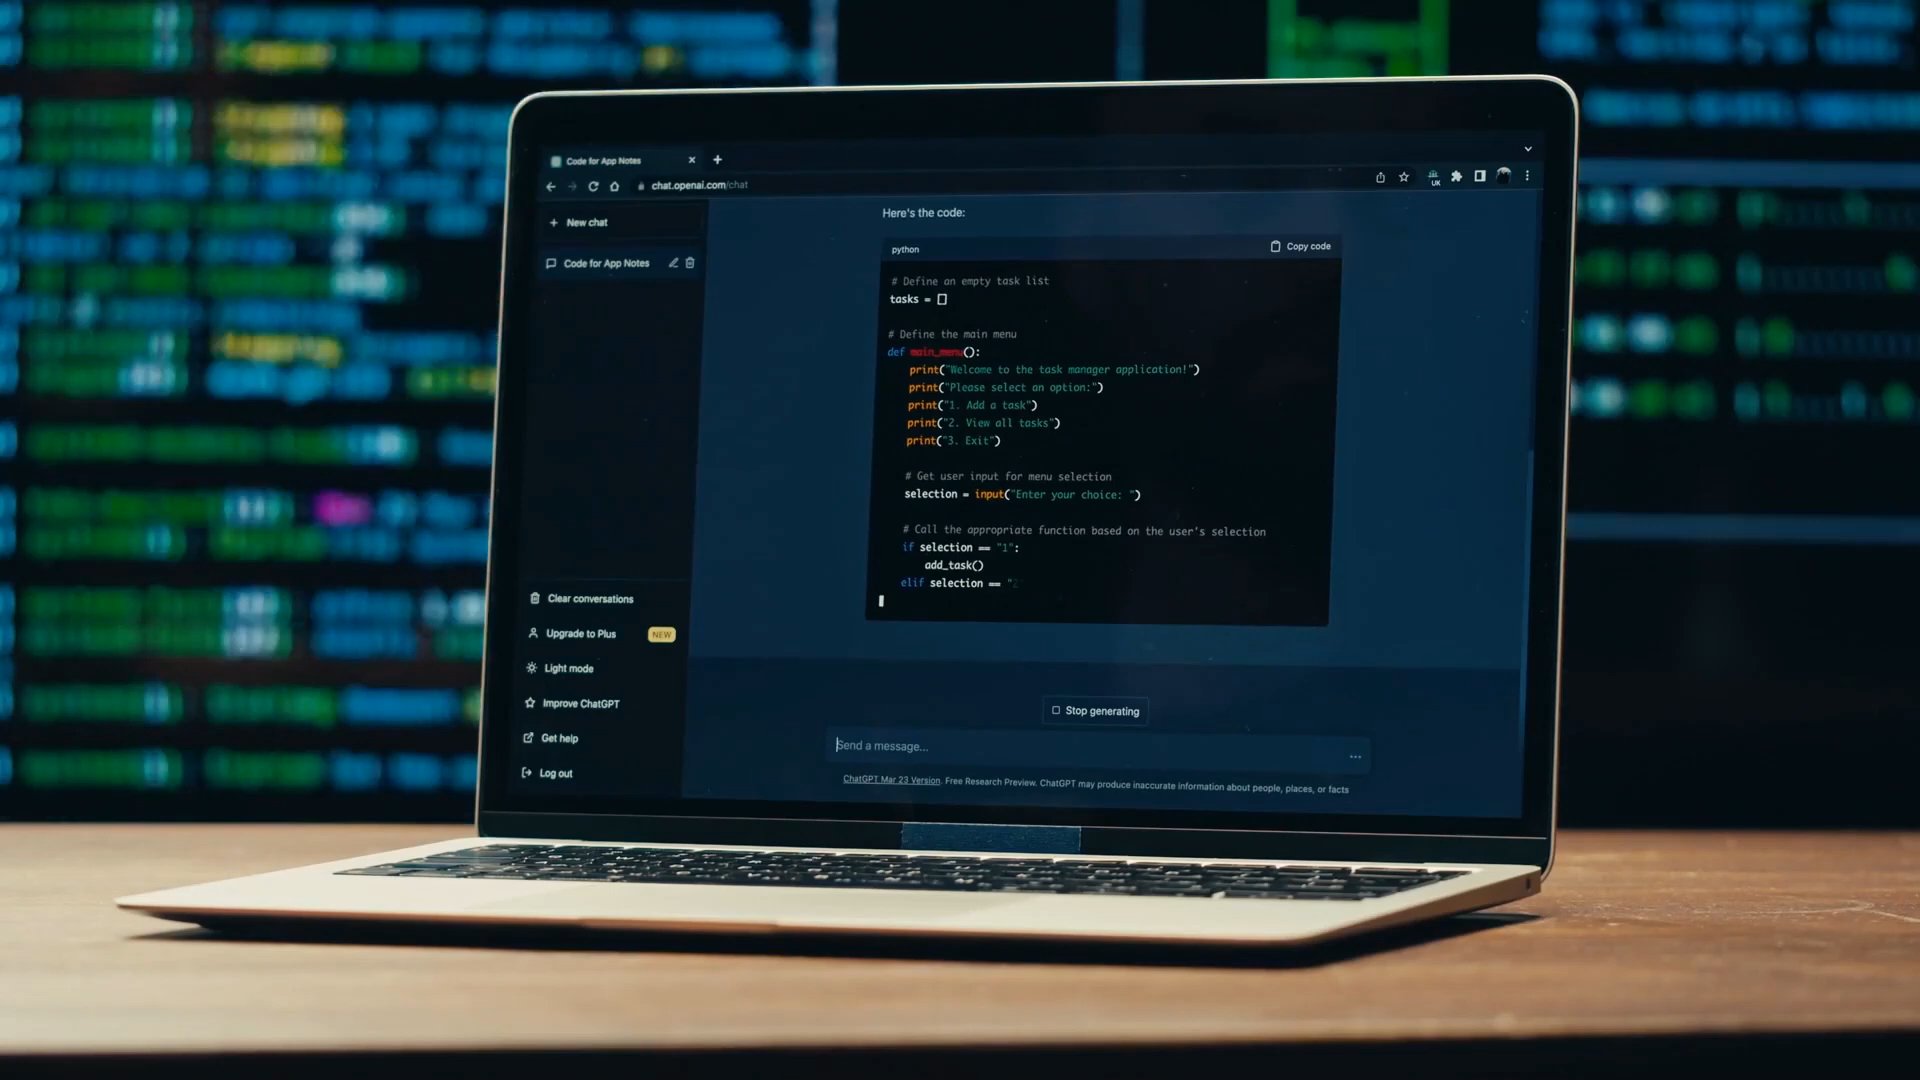 Code for App Notes
chat.openai.com/chat
UK
New chat
Code for App Notes
Here's the code:
python
Copy code
# Define an empty task list
tasks = []
# Define the main menu
def main_menu():
print("Welcome to the task manager application!")
print("Please select an option:")
print("1. Add a task")
print("2. View all tasks")
print("3. Exit")
# Get user input for menu selection
selection = input("Enter your choice: ")
# Call the appropriate function based on the user's selection
if selection == "1":
add_task()
elif selection == "2
Clear conversations
Upgrade to Plus NEW
Light mode
Improve ChatGPT
Get help
Log out
Stop generating
Send a message...
ChatGPT Mar 23 Version. Free Research Preview. ChatGPT may produce inaccurate information about people, places, or facts